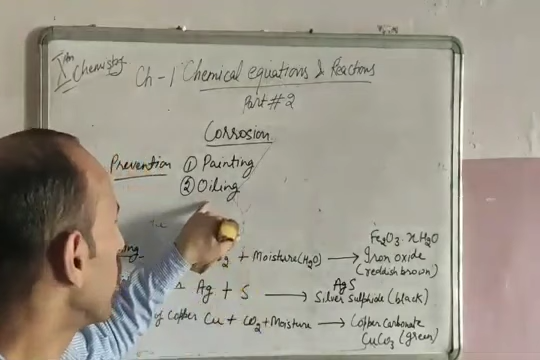 Xth Chemistry
Ch-1 Chemical equations & Reactions
Part # 2
Corrosion
Prevention ① Painting
② Oiling
Fe2O3·xH2O
2 + Moisture (H2O) → Iron oxide
(reddish brown)
AgS
Ag + S → Silver Sulphide (black)
of Copper Cu + CO2 + Moisture → Copper Carbonate
CuCO3 (green)